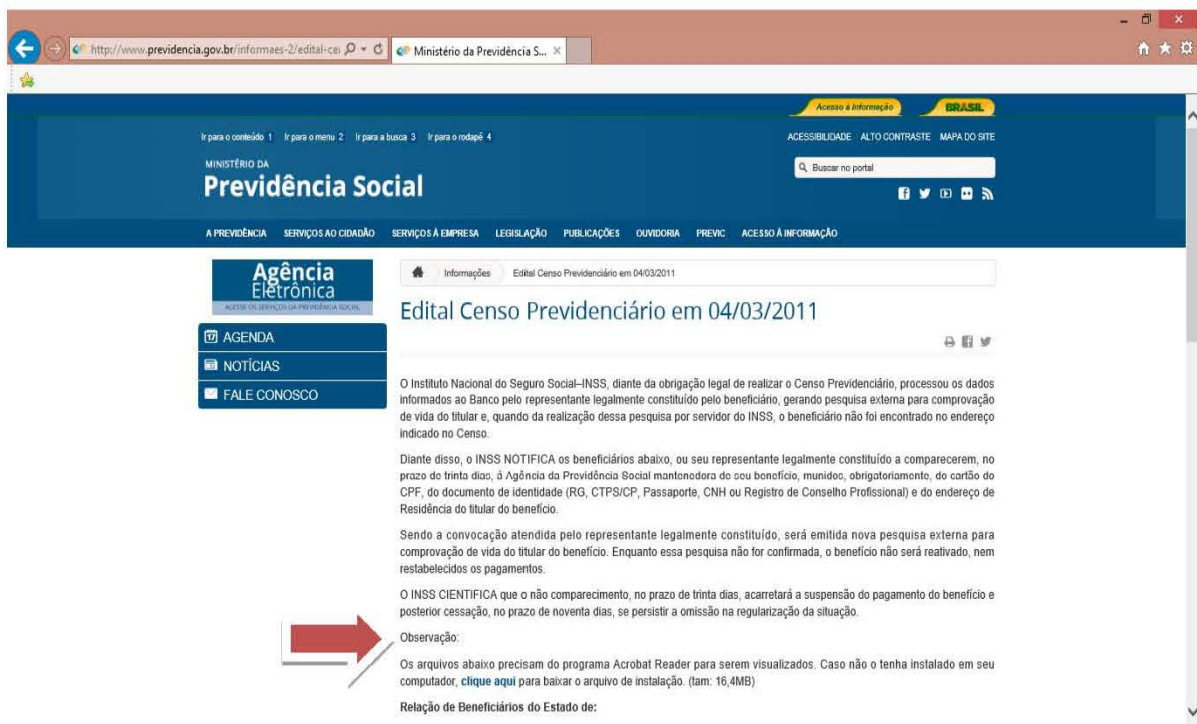 http://www.previdencia.gov.br/informaes-2/edital-cei
Ministério da Previdência S...
Acesso à Informação
BRASIL
Ir para o conteúdo 1 Ir para o menu 2 Ir para a busca 3 Ir para o rodapé 4
ACESSIBILIDADE ALTO CONTRASTE MAPA DO SITE
MINISTÉRIO DA
Previdência Social
Buscar no portal
A PREVIDÊNCIA SERVIÇOS AO CIDADÃO SERVIÇOS À EMPRESA LEGISLAÇÃO PUBLICAÇÕES OUVIDORIA PREVIC ACESSO À INFORMAÇÃO
Agência
Eletrônica
ACESSE OS SERVIÇOS DA PREVIDÊNCIA SOCIAL
17 AGENDA
NOTÍCIAS
FALE CONOSCO
Informações Edital Censo Previdenciário em 04/03/2011
Edital Censo Previdenciário em 04/03/2011
O Instituto Nacional do Seguro Social–INSS, diante da obrigação legal de realizar o Censo Previdenciário, processou os dados
informados ao Banco pelo representante legalmente constituído pelo beneficiário, gerando pesquisa externa para comprovação
de vida do titular e, quando da realização dessa pesquisa por servidor do INSS, o beneficiário não foi encontrado no endereço
indicado no Censo.
Diante disso, o INSS NOTIFICA os beneficiários abaixo, ou seu representante legalmente constituído a comparecerem, no
prazo de trinta dias, à Agência da Previdência Social mantenedora do seu benefício, munidos, obrigatoriamente, do cartão do
CPF, do documento de identidade (RG, CTPS/CP, Passaporte, CNH ou Registro de Conselho Profissional) e do endereço de
Residência do titular do benefício.
Sendo a convocação atendida pelo representante legalmente constituído, será emitida nova pesquisa externa para
comprovação de vida do titular do benefício. Enquanto essa pesquisa não for confirmada, o benefício não será reativado, nem
restabelecidos os pagamentos.
O INSS CIENTIFICA que o não comparecimento, no prazo de trinta dias, acarretará a suspensão do pagamento do benefício e
posterior cessação, no prazo de noventa dias, se persistir a omissão na regularização da situação.
Observação:
Os arquivos abaixo precisam do programa Acrobat Reader para serem visualizados. Caso não o tenha instalado em seu
computador, clique aqui para baixar o arquivo de instalação. (tam: 16,4MB)
Relação de Beneficiários do Estado de: